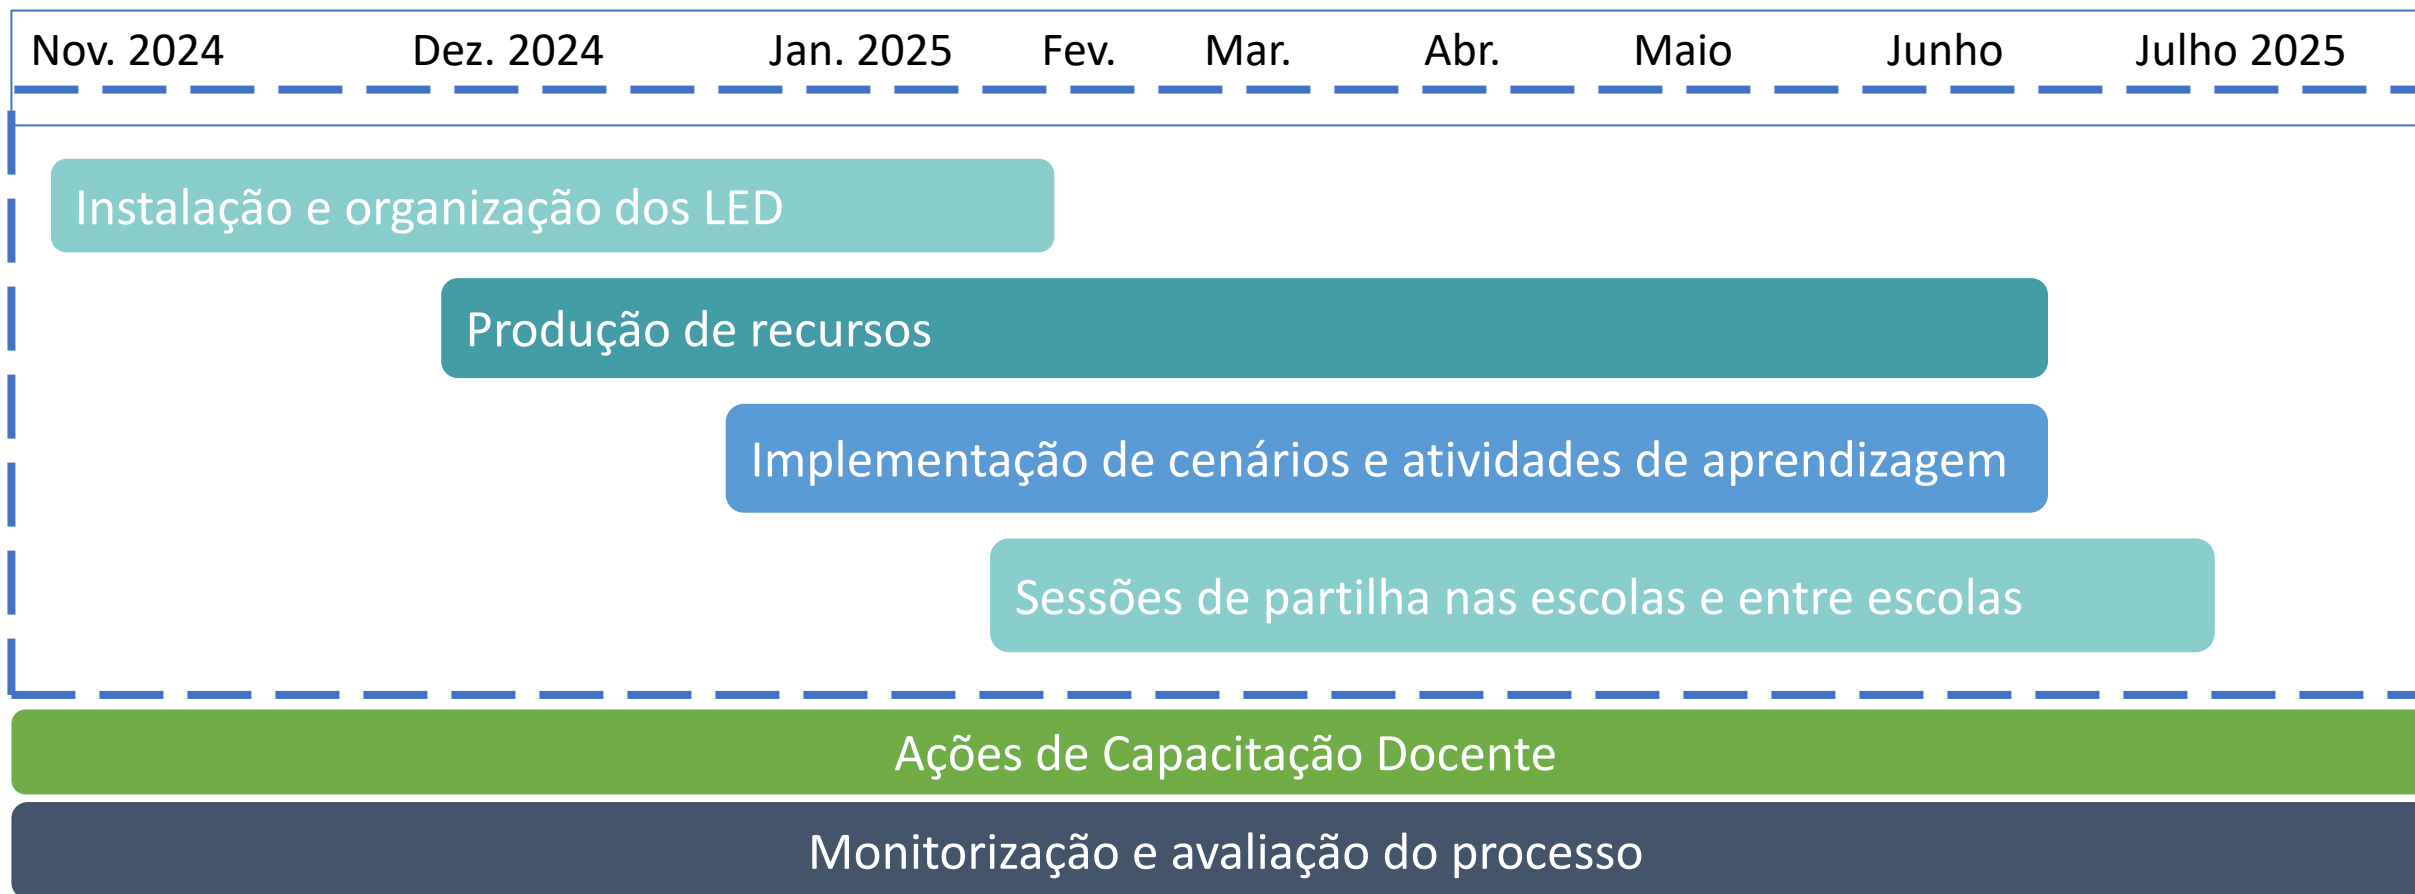 Nov. 2024 Dez. 2024 Jan. 2025 Fev. Mar. Abr. Maio Junho Julho 2025
Instalação e organização dos LED
Produção de recursos
Implementação de cenários e atividades de aprendizagem
Sessões de partilha nas escolas e entre escolas
Ações de Capacitação Docente
Monitorização e avaliação do processo